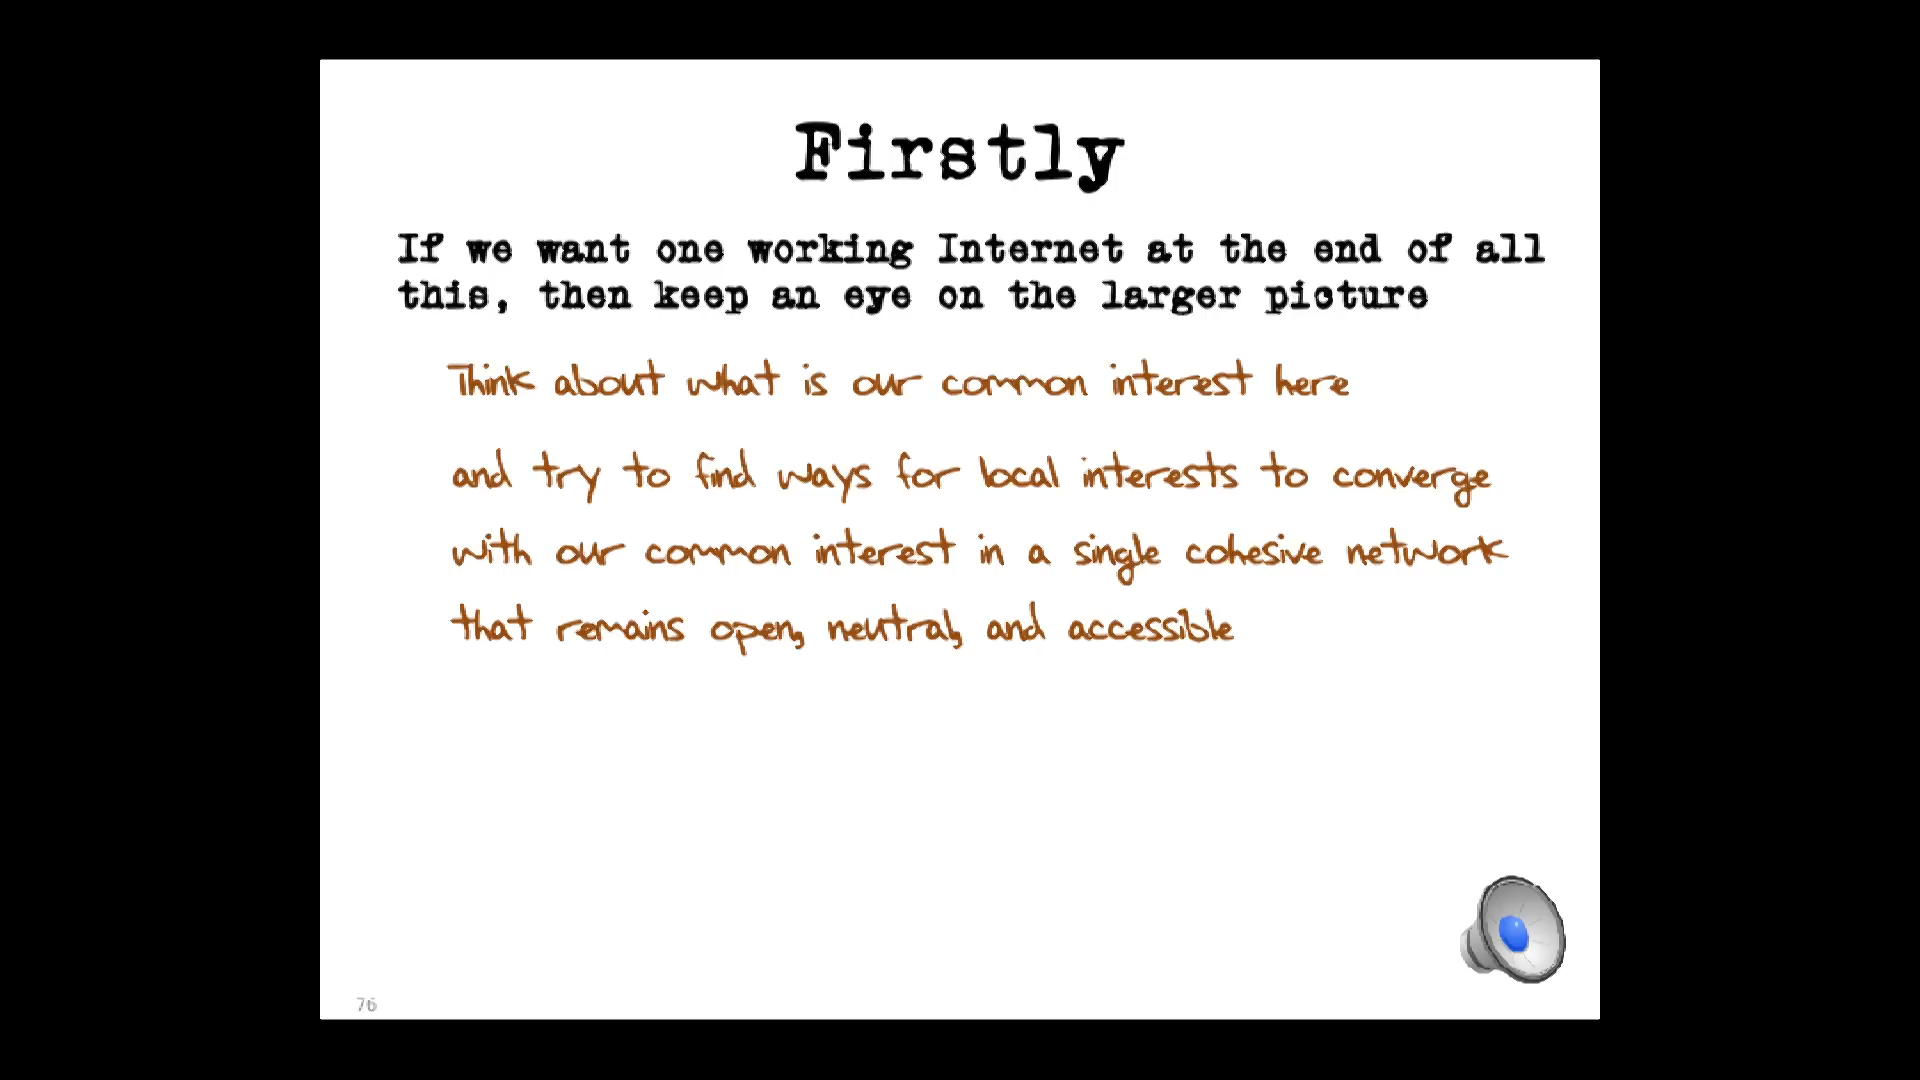 Firstly
If we want one working Internet at the end of all
this, then keep an eye on the larger picture
Think about what is our common interest here
and try to find ways for local interests to converge
with our common interest in a single cohesive network
that remains open, neutral, and accessible
76